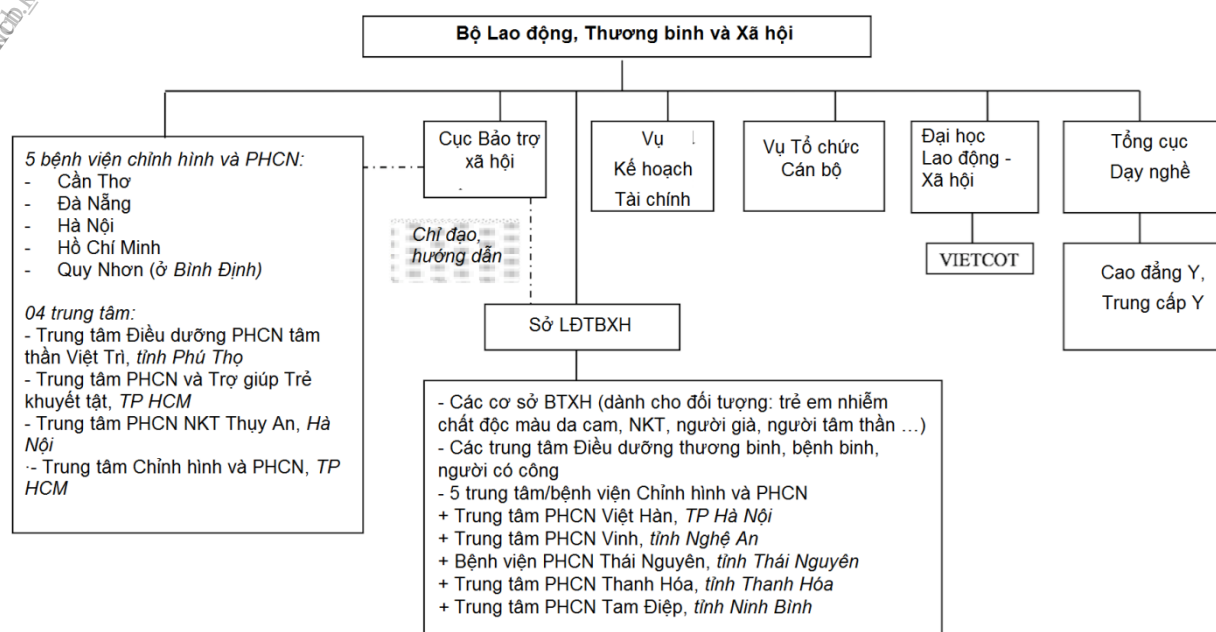 Bộ Lao động, Thương binh và Xã hội
5 bệnh viện chỉnh hình và PHCN:
- Cần Thơ
- Đà Nẵng
- Hà Nội
- Hồ Chí Minh
- Quy Nhơn (ở Bình Định)
04 trung tâm:
- Trung tâm Điều dưỡng PHCN tâm
thần Việt Trì, tỉnh Phú Thọ
- Trung tâm PHCN và Trợ giúp Trẻ
khuyết tật, TP HCM
- Trung tâm PHCN NKT Thụy An, Hà
Nội
- Trung tâm Chỉnh hình và PHCN, TP
HCM
Cục Bảo trợ
xã hội
Vụ
Kế hoạch
Tài chính
Vụ Tổ chức
Cán bộ
Đại học
Lao động -
Xã hội
Tổng cục
Dạy nghề
Chỉ đạo,
hướng dẫn
VIETCOT
Cao đẳng Y,
Trung cấp Y
Sở LĐTBXH
- Các cơ sở BTXH (dành cho đối tượng: trẻ em nhiễm
chất độc màu da cam, NKT, người già, người tâm thần …)
- Các trung tâm Điều dưỡng thương binh, bệnh binh,
người có công
- 5 trung tâm/bệnh viện Chỉnh hình và PHCN
+ Trung tâm PHCN Việt Hàn, TP Hà Nội
+ Trung tâm PHCN Vinh, tỉnh Nghệ An
+ Bệnh viện PHCN Thái Nguyên, tỉnh Thái Nguyên
+ Trung tâm PHCN Thanh Hóa, tỉnh Thanh Hóa
+ Trung tâm PHCN Tam Điệp, tỉnh Ninh Bình